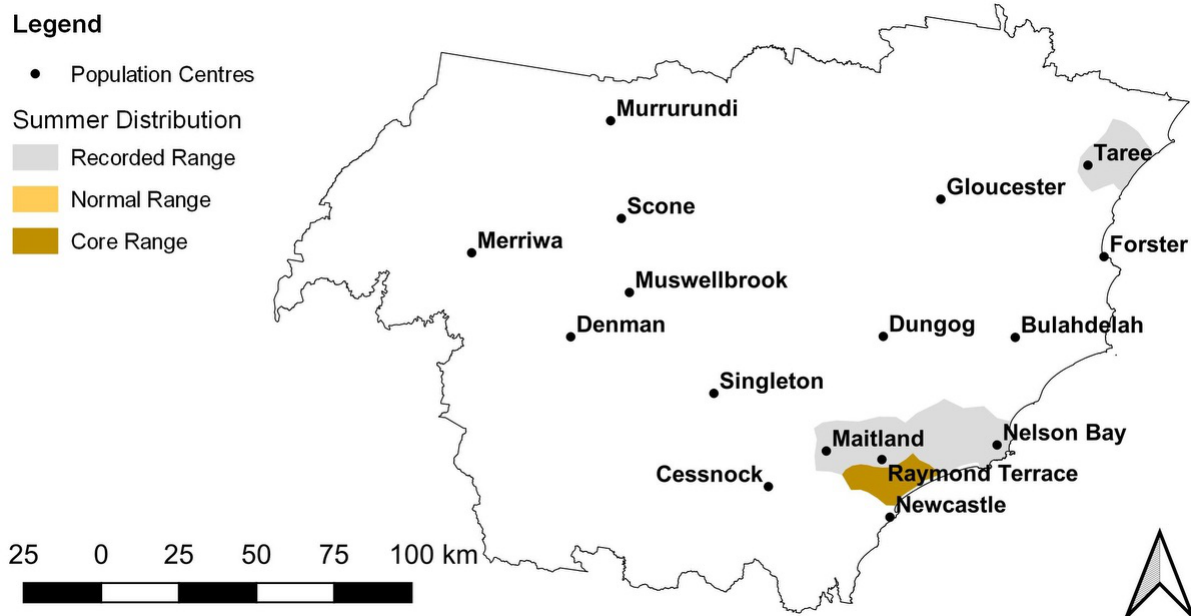 Legend
Population Centres
Summer Distribution
Recorded Range
Normal Range
Core Range
Murrurundi
Taree
Gloucester
Scone
Merriwa
Forster
Muswellbrook
Denman
Dungog
Bulahdelah
Singleton
Maitland
Nelson Bay
Cessnock
Raymond Terrace
Newcastle
25 0 25 50 75 100 km